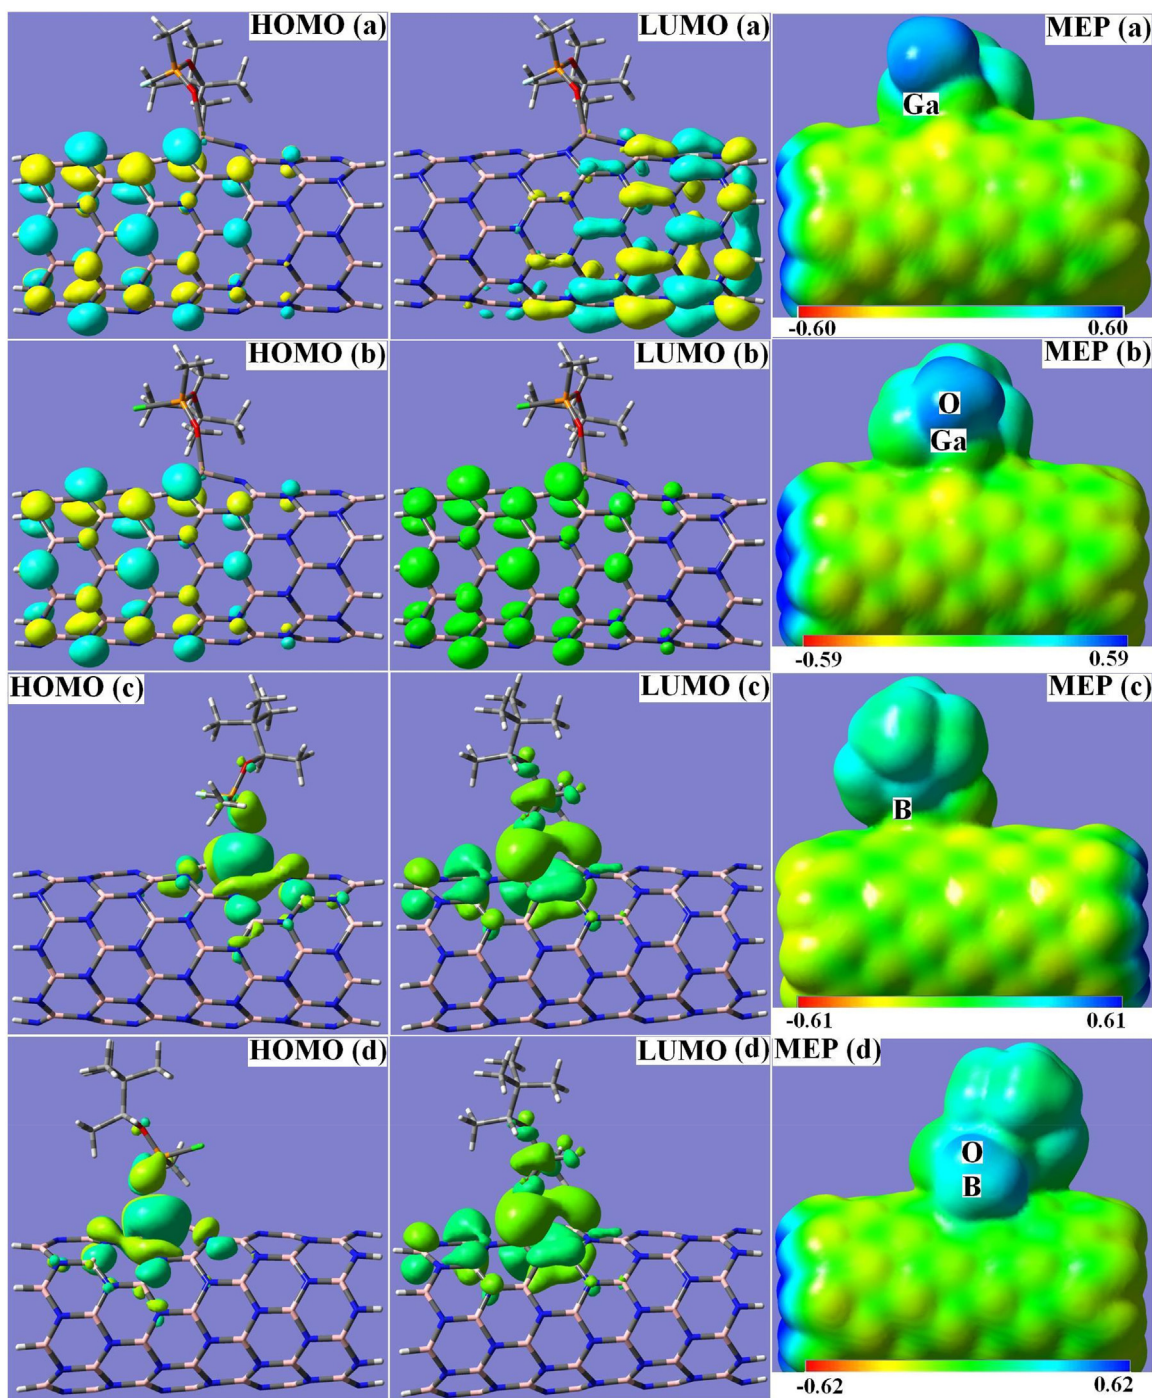 HOMO (a)
LUMO (a)
MEP (a)
Ga
-0.60
0.60
HOMO (b)
LUMO (b)
MEP (b)
O
Ga
-0.59
0.59
HOMO (c)
LUMO (c)
MEP (c)
B
-0.61
0.61
HOMO (d)
LUMO (d)
MEP (d)
O
B
-0.62
0.62